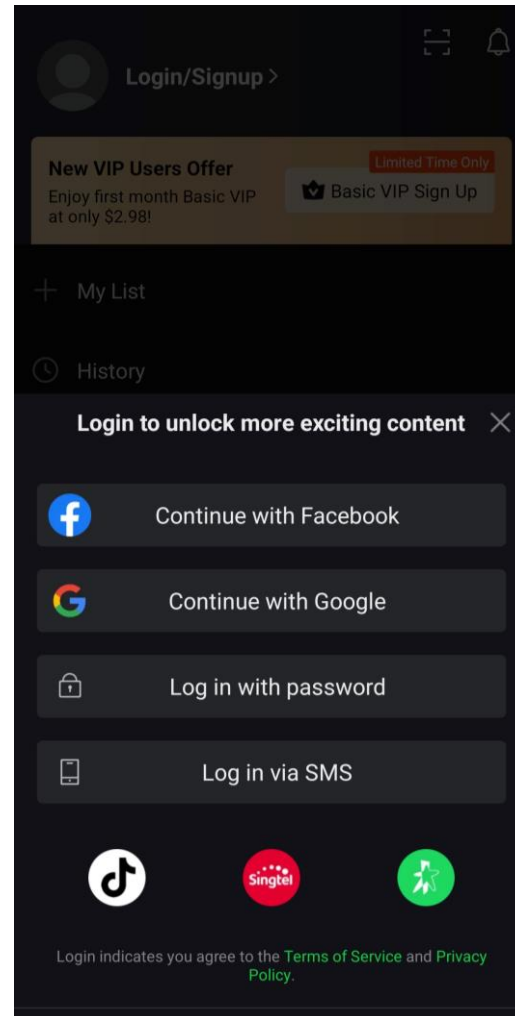 Login/Signup >
New VIP Users Offer
Limited Time Only
Enjoy first month Basic VIP
at only $2.98!
Basic VIP Sign Up
My List
History
Login to unlock more exciting content
Continue with Facebook
Continue with Google
Log in with password
Log in via SMS
Singtel
Login indicates you agree to the Terms of Service and Privacy
Policy.